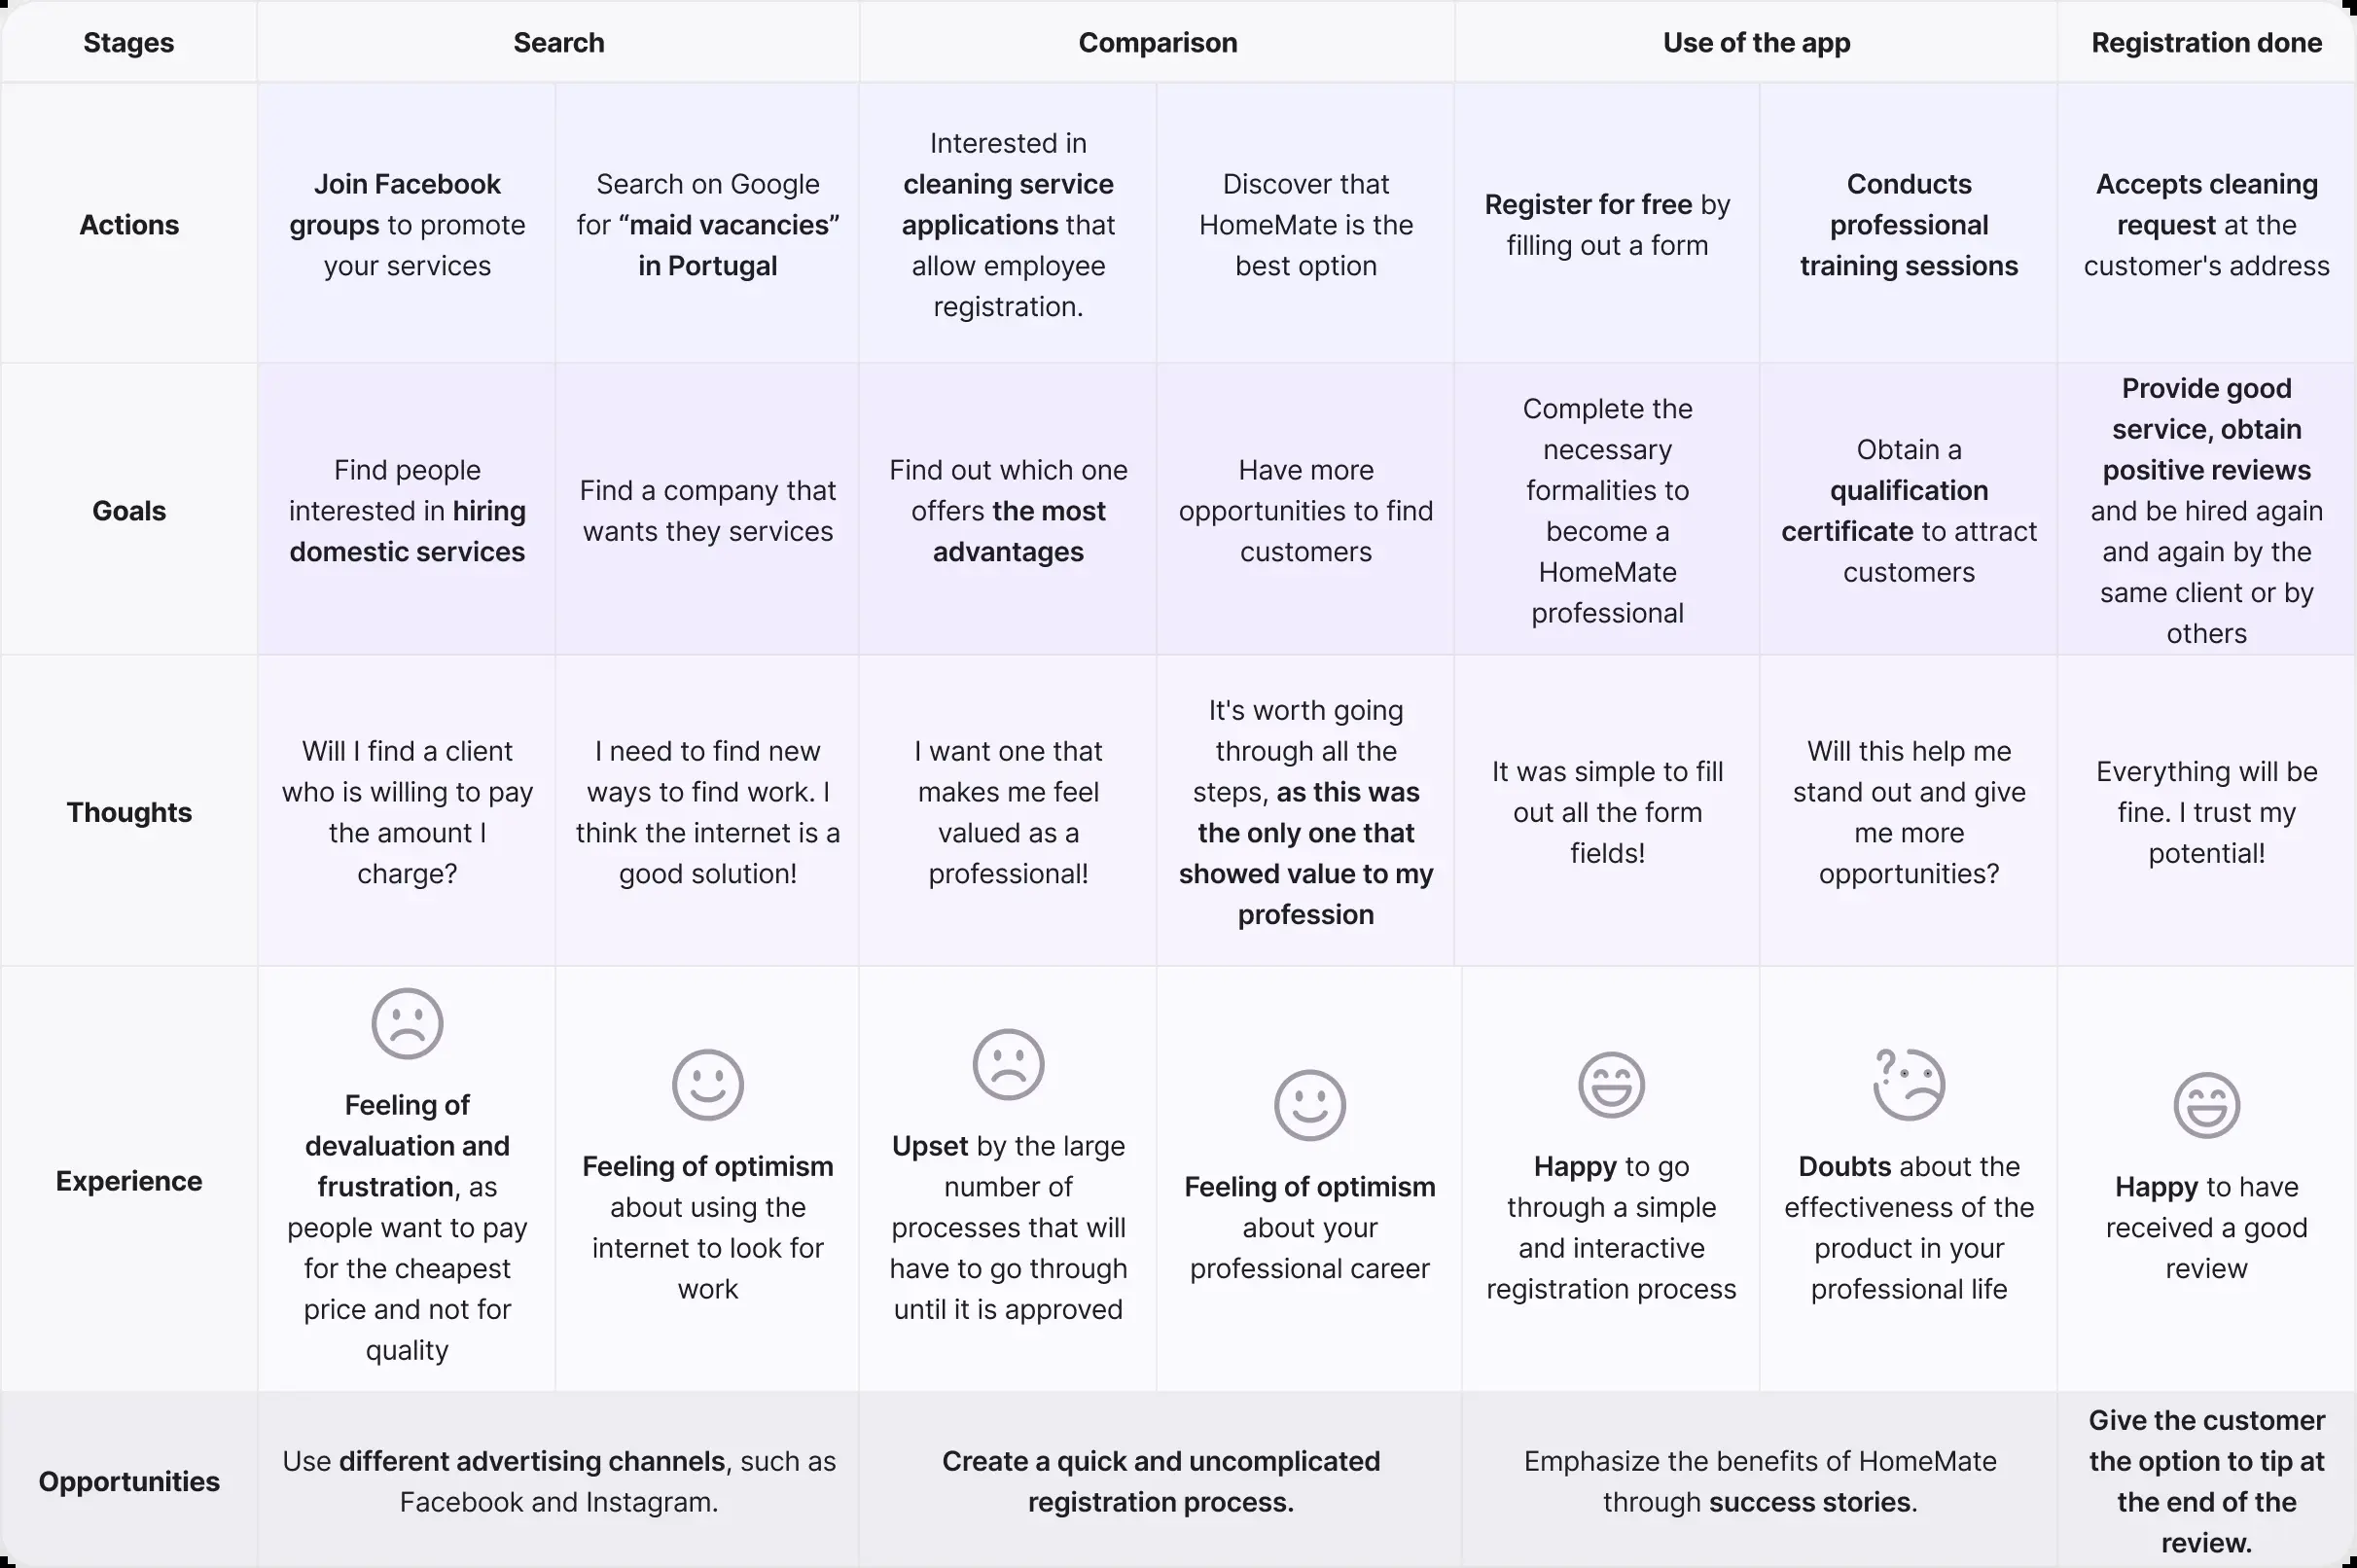 Stages
Search
Comparison
Use of the app
Registration done
Actions
Join Facebook
groups to promote
your services
Search on Google
for “maid vacancies”
in Portugal
Interested in
cleaning service
applications that
allow employee
registration.
Discover that
HomeMate is the
best option
Register for free by
filling out a form
Conducts
professional
training sessions
Accepts cleaning
request at the
customer's address
Goals
Find people
interested in hiring
domestic services
Find a company that
wants they services
Find out which one
offers the most
advantages
Have more
opportunities to find
customers
Complete the
necessary
formalities to
become a
HomeMate
professional
Obtain a
qualification
certificate to attract
customers
Provide good
service, obtain
positive reviews
and be hired again
and again by the
same client or by
others
Thoughts
Will I find a client
who is willing to pay
the amount I
charge?
I need to find new
ways to find work. I
think the internet is a
good solution!
I want one that
makes me feel
valued as a
professional!
It's worth going
through all the
steps, as this was
the only one that
showed value to my
profession
It was simple to fill
out all the form
fields!
Will this help me
stand out and give
me more
opportunities?
Everything will be
fine. I trust my
potential!
Experience
Feeling of
devaluation and
frustration, as
people want to pay
for the cheapest
price and not for
quality
Feeling of optimism
about using the
internet to look for
work
Upset by the large
number of
processes that will
have to go through
until it is approved
Feeling of optimism
about your
professional career
Happy to go
through a simple
and interactive
registration process
Doubts about the
effectiveness of the
product in your
professional life
Happy to have
received a good
review
Opportunities
Use different advertising channels, such as
Facebook and Instagram.
Create a quick and uncomplicated
registration process.
Emphasize the benefits of HomeMate
through success stories.
Give the customer
the option to tip at
the end of the
review.